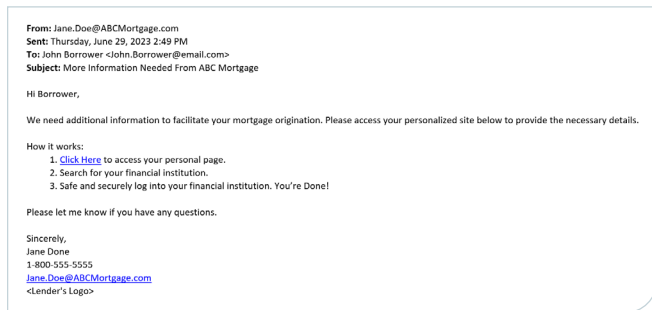 From: Jane.Doe@ABCMortgage.com
Sent: Thursday, June 29, 2023 2:49 PM
To: John Borrower <John.Borrower@email.com>
Subject: More Information Needed From ABC Mortgage
Hi Borrower,
We need additional information to facilitate your mortgage origination. Please access your personalized site below to provide the necessary details.
How it works:
1. Click Here to access your personal page.
2. Search for your financial institution.
3. Safe and securely log into your financial institution. You're Done!
Please let me know if you have any questions.
Sincerely,
Jane Done
1-800-555-5555
Jane.Doe@ABCMortgage.com
<Lender's Logo>